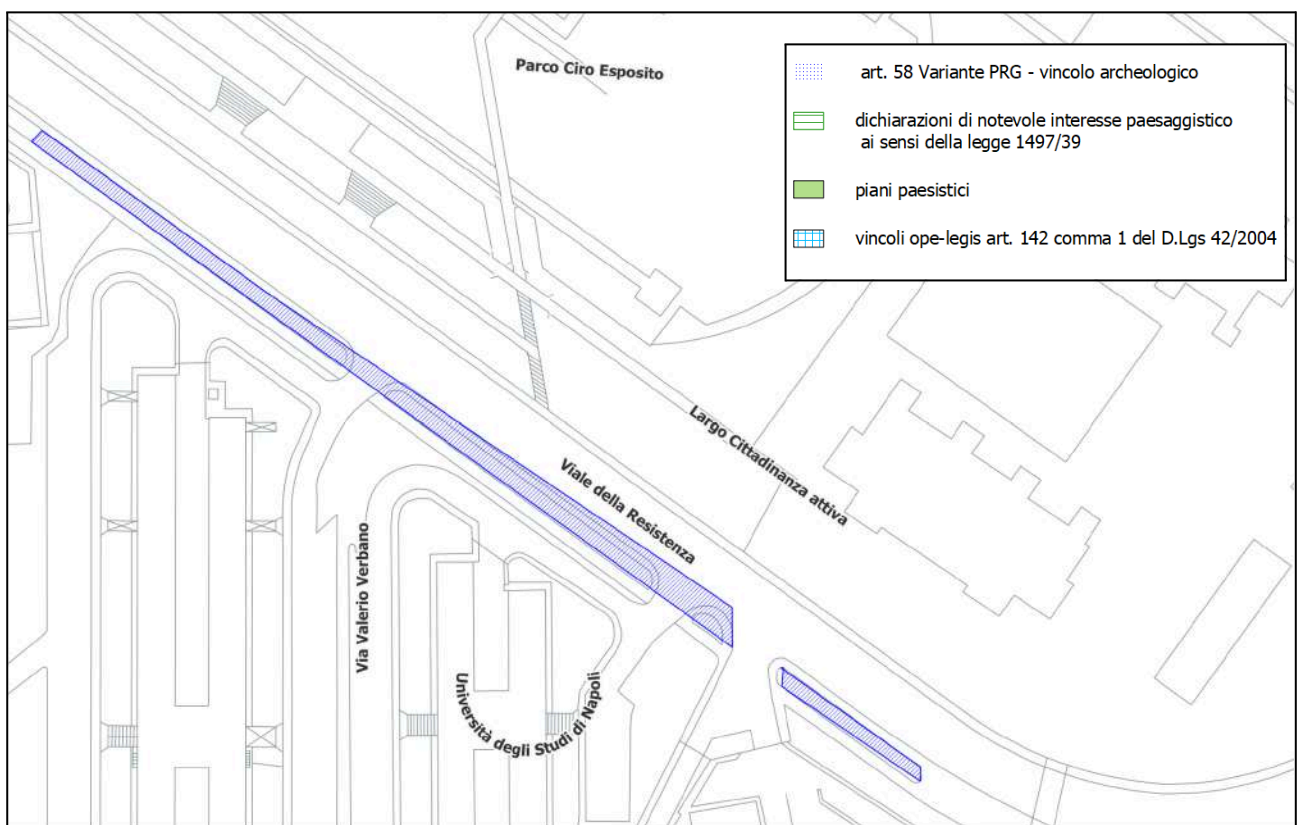 Parco Ciro Esposito
art. 58 Variante PRG - vincolo archeologico
dichiarazioni di notevole interesse paesaggistico
ai sensi della legge 1497/39
piani paesistici
vincoli ope-legis art. 142 comma 1 del D.Lgs 42/2004
Largo Cittadinanza attiva
Viale della Resistenza
Via Valerio Verbano
Università degli Studi di Napoli